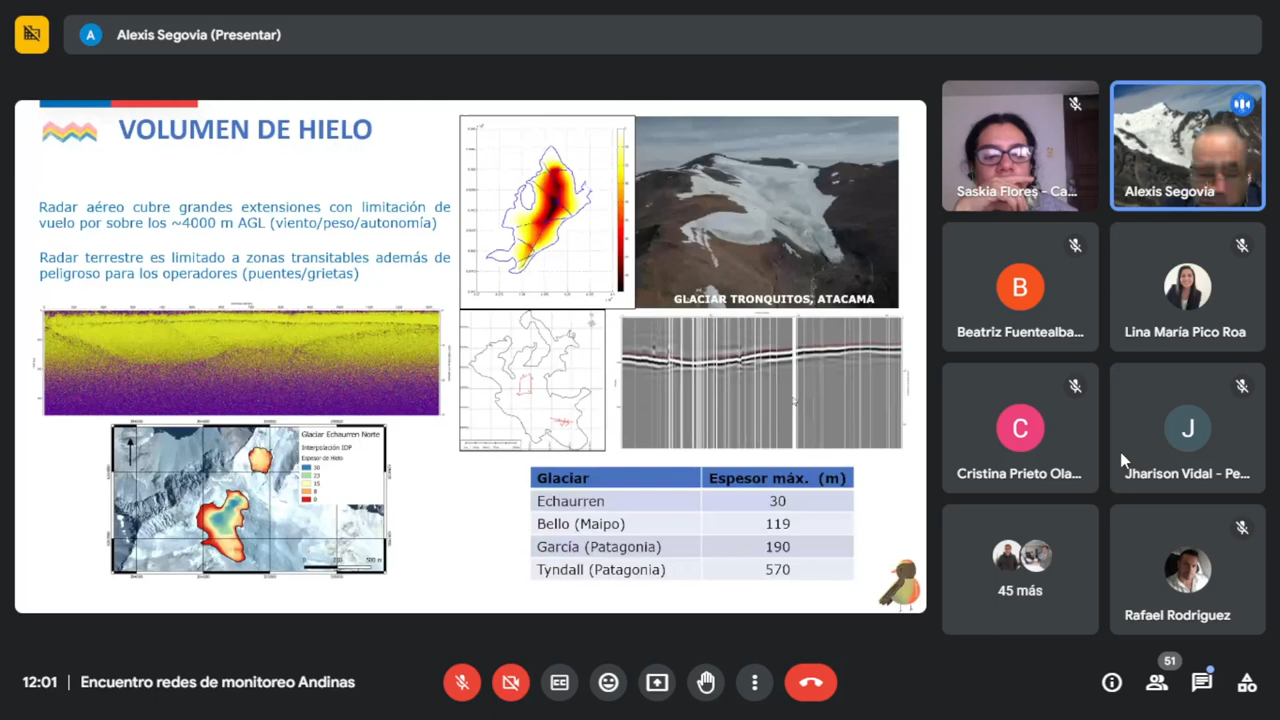 A
Alexis Segovia (Presentar)
VOLUMEN DE HIELO
Radar aéreo cubre grandes extensiones con limitación de
vuelo por sobre los ~4000 m AGL (viento/peso/autonomía)
Radar terrestre es limitado a zonas transitables además de
peligroso para los operadores (puentes/grietas)
GLACIAR TRONQUITOS, ATACAMA
Glaciar Echaurren Norte
Interpolación IDP
Espesor de Hielo
30
23
15
8
0
500 m
Glaciar Espesor máx. (m)
Echaurren 30
Bello (Maipo) 119
García (Patagonia) 190
Tyndall (Patagonia) 570
Saskia Flores - Ca...
Alexis Segovia
B
Beatriz Fuentealba...
Lina María Pico Roa
C
Cristina Prieto Ola...
J
Jharison Vidal - Pe...
45 más
Rafael Rodriguez
12:01 | Encuentro redes de monitoreo Andinas
51